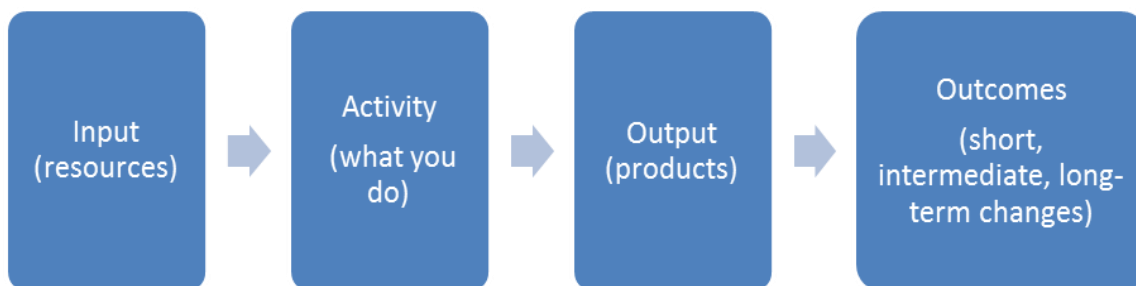 Input
(resources)
Activity
(what you
do)
Output
(products)
Outcomes
(short,
intermediate, long-
term changes)